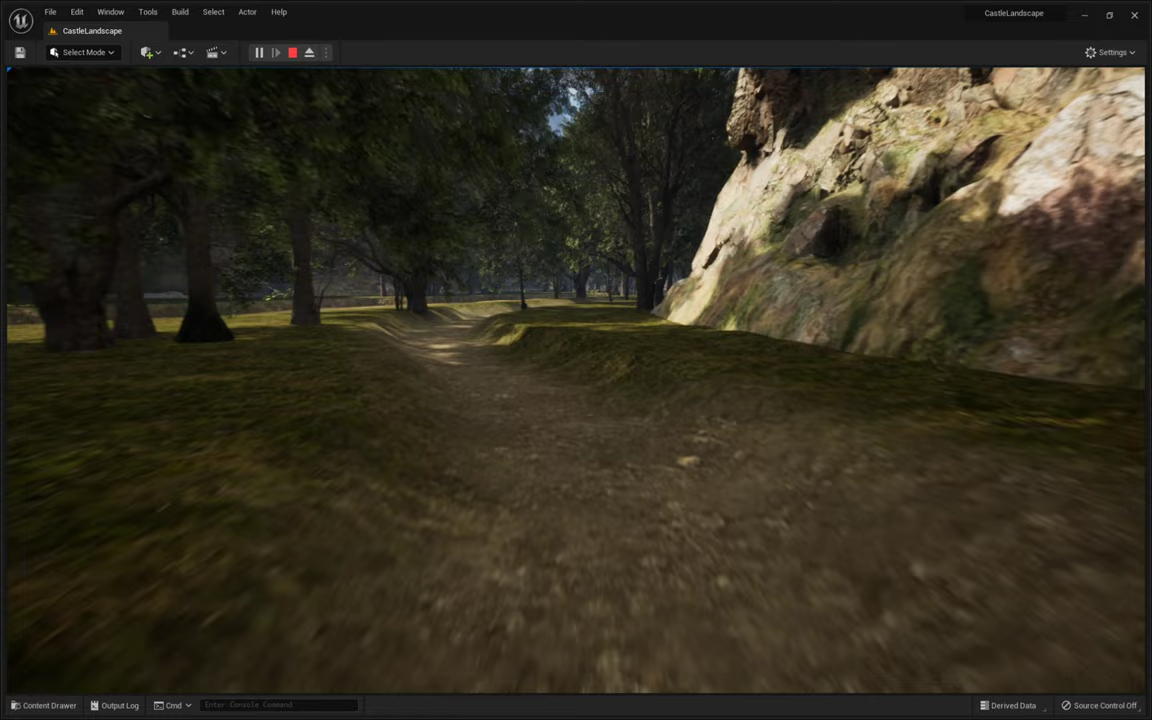 File Edit Window Tools Build Select Actor Help
CastleLandscape
CastleLandscape
Select Mode
Settings
Content Drawer
Output Log
Cmd
Enter Console Command
Derived Data
Source Control Off